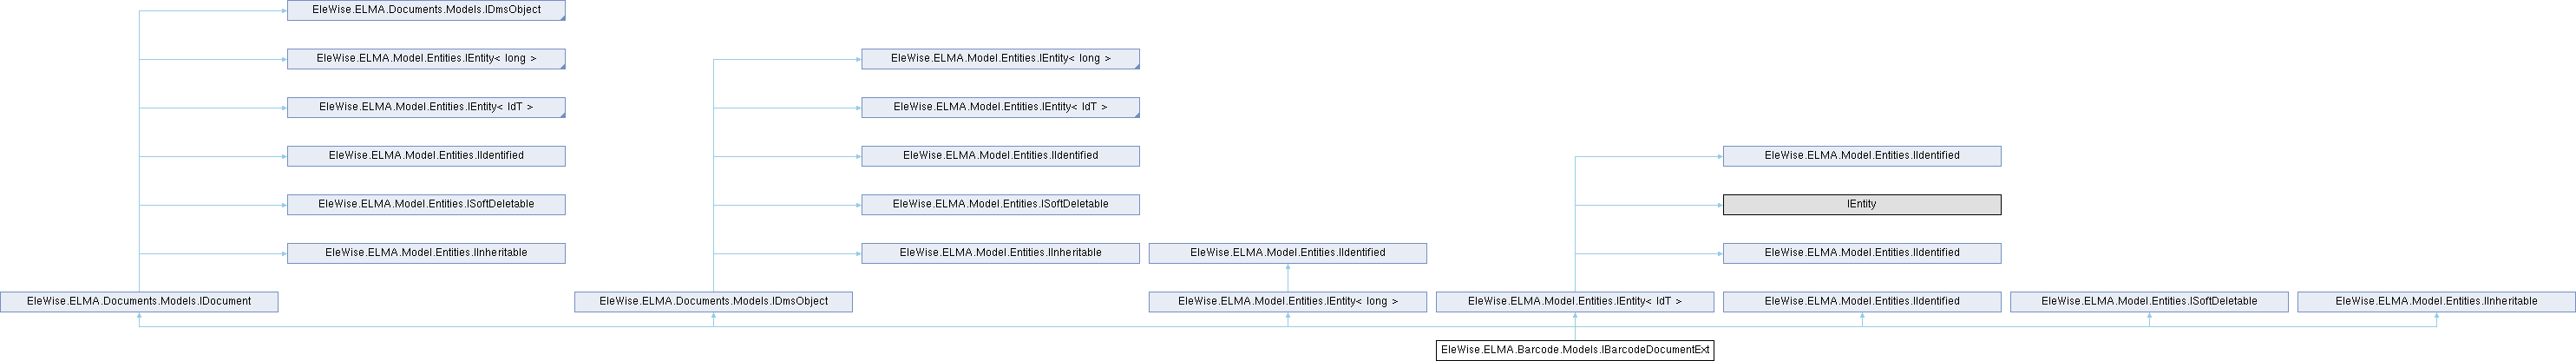 EleWise.ELMA.Documents.Models.IDmsObject
EleWise.ELMA.Model.Entities.IEntity< long >
EleWise.ELMA.Model.Entities.IEntity< long >
EleWise.ELMA.Model.Entities.IEntity< IdT >
EleWise.ELMA.Model.Entities.IEntity< IdT >
EleWise.ELMA.Model.Entities.IIdentified
EleWise.ELMA.Model.Entities.IIdentified
EleWise.ELMA.Model.Entities.IIdentified
EleWise.ELMA.Model.Entities.ISoftDeletable
EleWise.ELMA.Model.Entities.ISoftDeletable
IEntity
EleWise.ELMA.Model.Entities.IInheritable
EleWise.ELMA.Model.Entities.IInheritable
EleWise.ELMA.Model.Entities.IIdentified
EleWise.ELMA.Model.Entities.IIdentified
EleWise.ELMA.Documents.Models.IDocument
EleWise.ELMA.Documents.Models.IDmsObject
EleWise.ELMA.Model.Entities.IEntity< long >
EleWise.ELMA.Model.Entities.IEntity< IdT >
EleWise.ELMA.Model.Entities.IIdentified
EleWise.ELMA.Model.Entities.ISoftDeletable
EleWise.ELMA.Model.Entities.IInheritable
EleWise.ELMA.Barcode.Models.IBarcodeDocumentExt